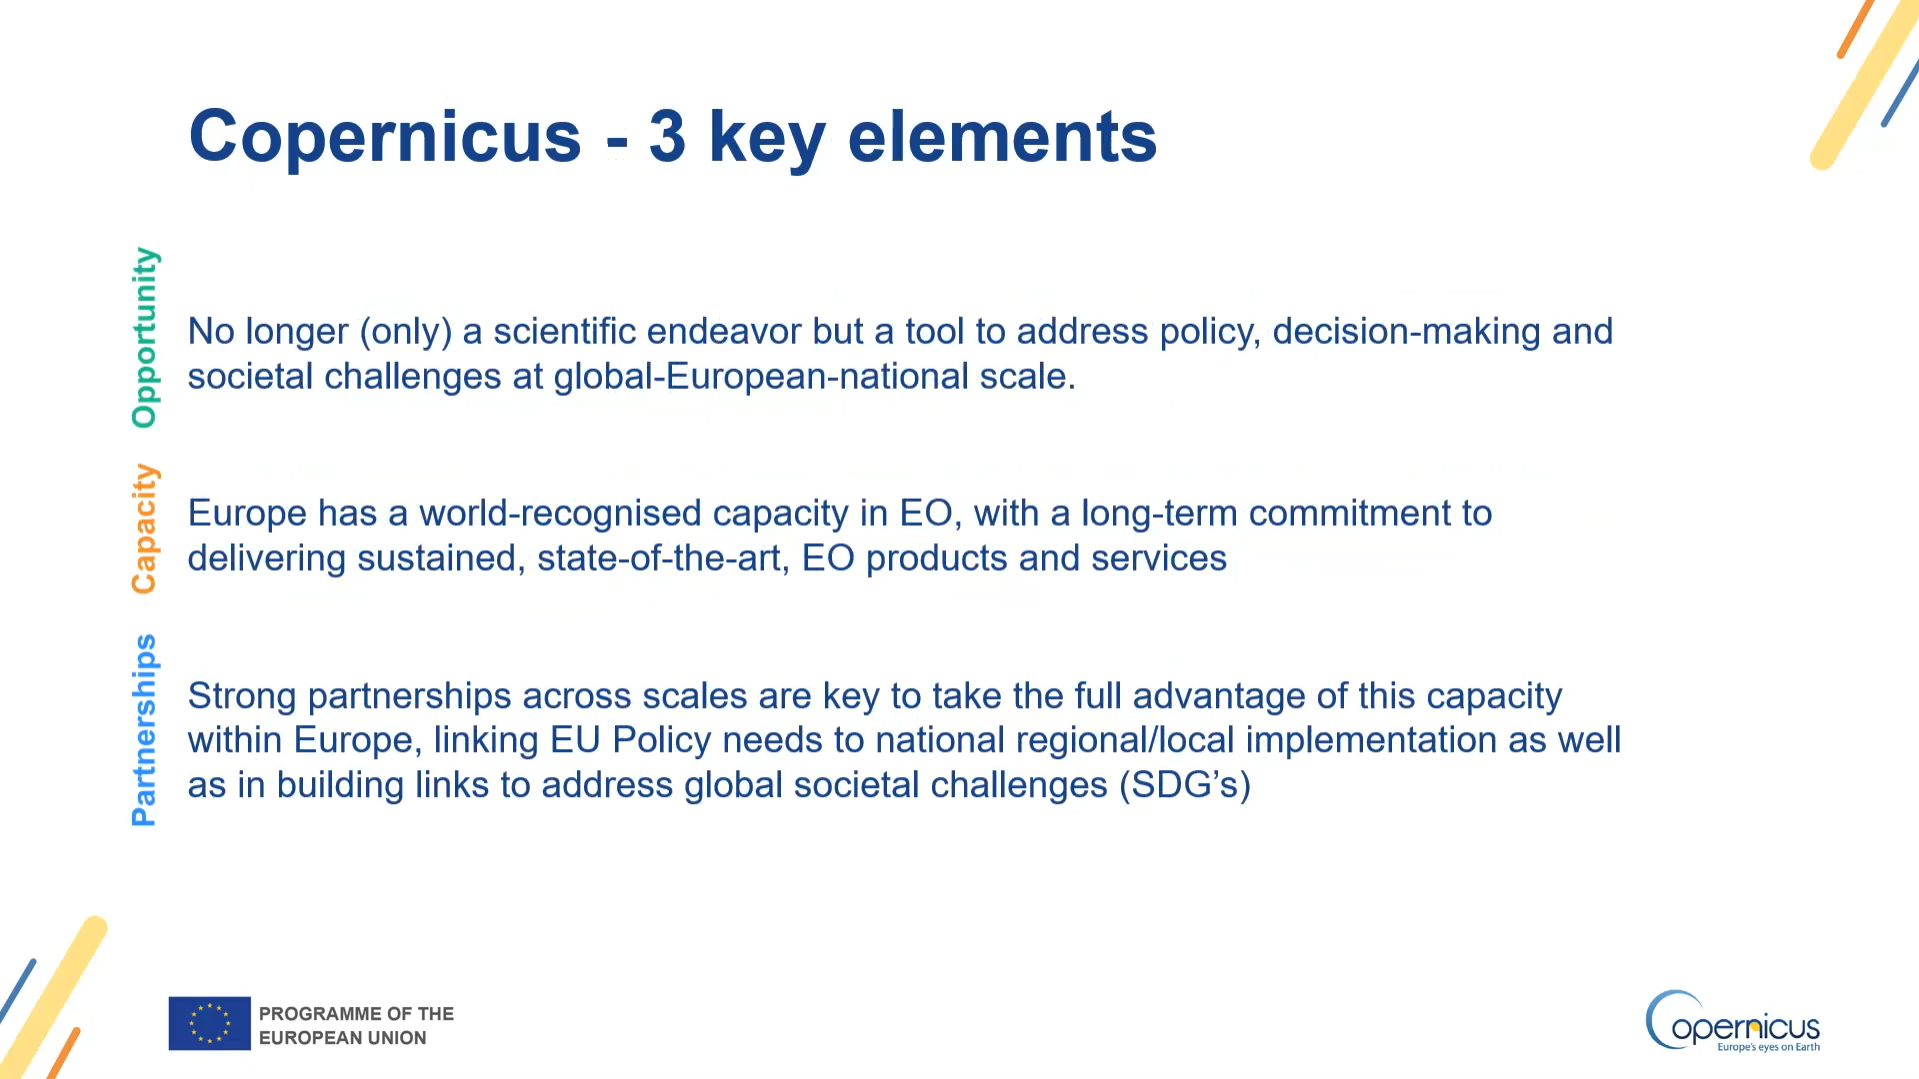 Copernicus - 3 key elements
Opportunity
No longer (only) a scientific endeavor but a tool to address policy, decision-making and
societal challenges at global-European-national scale.
Capacity
Europe has a world-recognised capacity in EO, with a long-term commitment to
delivering sustained, state-of-the-art, EO products and services
Partnerships
Strong partnerships across scales are key to take the full advantage of this capacity
within Europe, linking EU Policy needs to national regional/local implementation as well
as in building links to address global societal challenges (SDG’s)
PROGRAMME OF THE
EUROPEAN UNION
Copernicus
Europe's eyes on Earth